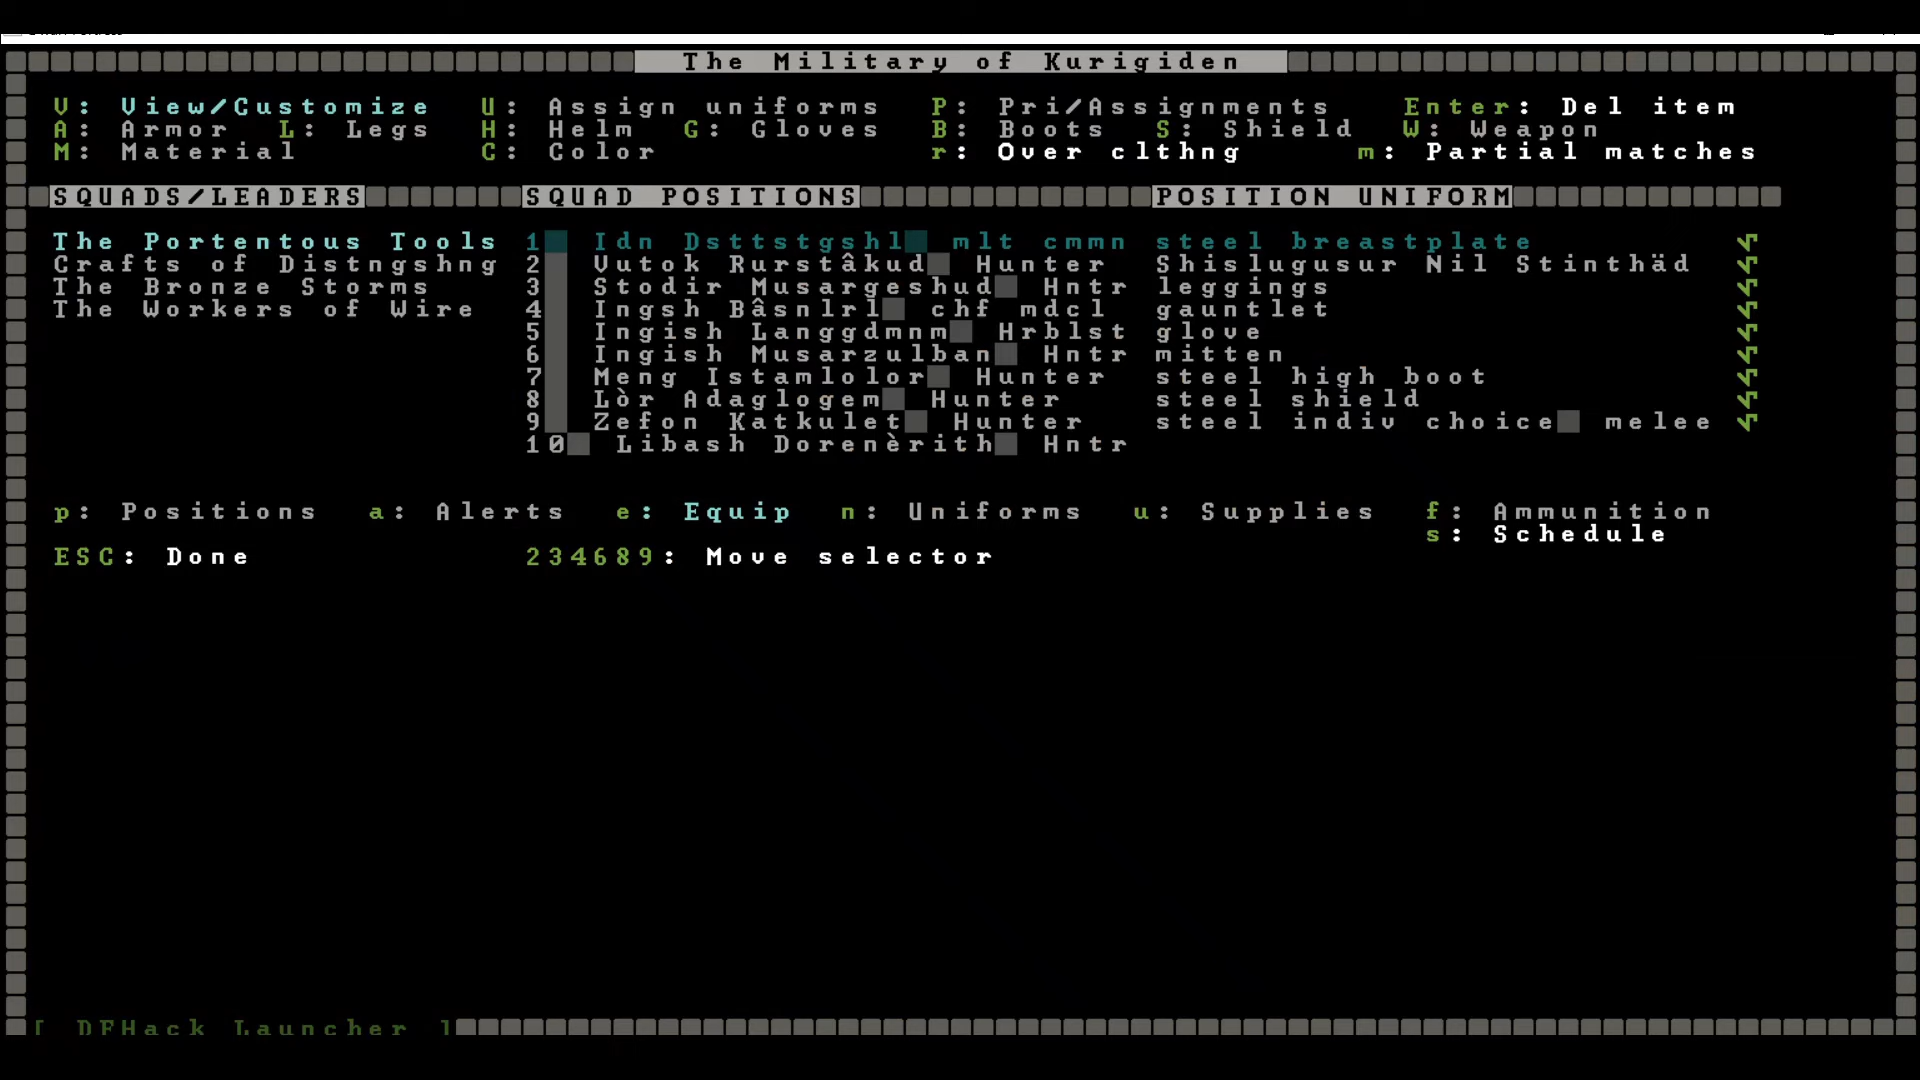 The Military of Kurigiden
V: View/Customize U: Assign uniforms P: Pri/Assignments Enter: Del item
A: Armor L: Legs H: Helm G: Gloves B: Boots S: Shield W: Weapon
M: Material C: Color r: Over clthng m: Partial matches
SQUADS/LEADERS SQUAD POSITIONS POSITION UNIFORM
The Portentous Tools 1 Idn Dsttstgshl mlt cmmn steel breastplate
Crafts of Distngshng 2 Vutok Rurstâkud Hunter Shislugusur Nil Stinthäd
The Bronze Storms 3 Stodir Musargeshud Hntr leggings
The Workers of Wire 4 Ingsh Bâsnlrl chf mdcl gauntlet
5 Ingish Langgdmnm Hrblst glove
6 Ingish Musarzulban Hntr mitten
7 Meng Istamlolor Hunter steel high boot
8 Lòr Adaglogem Hunter steel shield
9 Zefon Katkulet Hunter steel indiv choice melee
10 Libash Dorenèrith Hntr
p: Positions a: Alerts e: Equip n: Uniforms u: Supplies f: Ammunition
s: Schedule
ESC: Done 234689: Move selector
[ DFHack Launcher ]